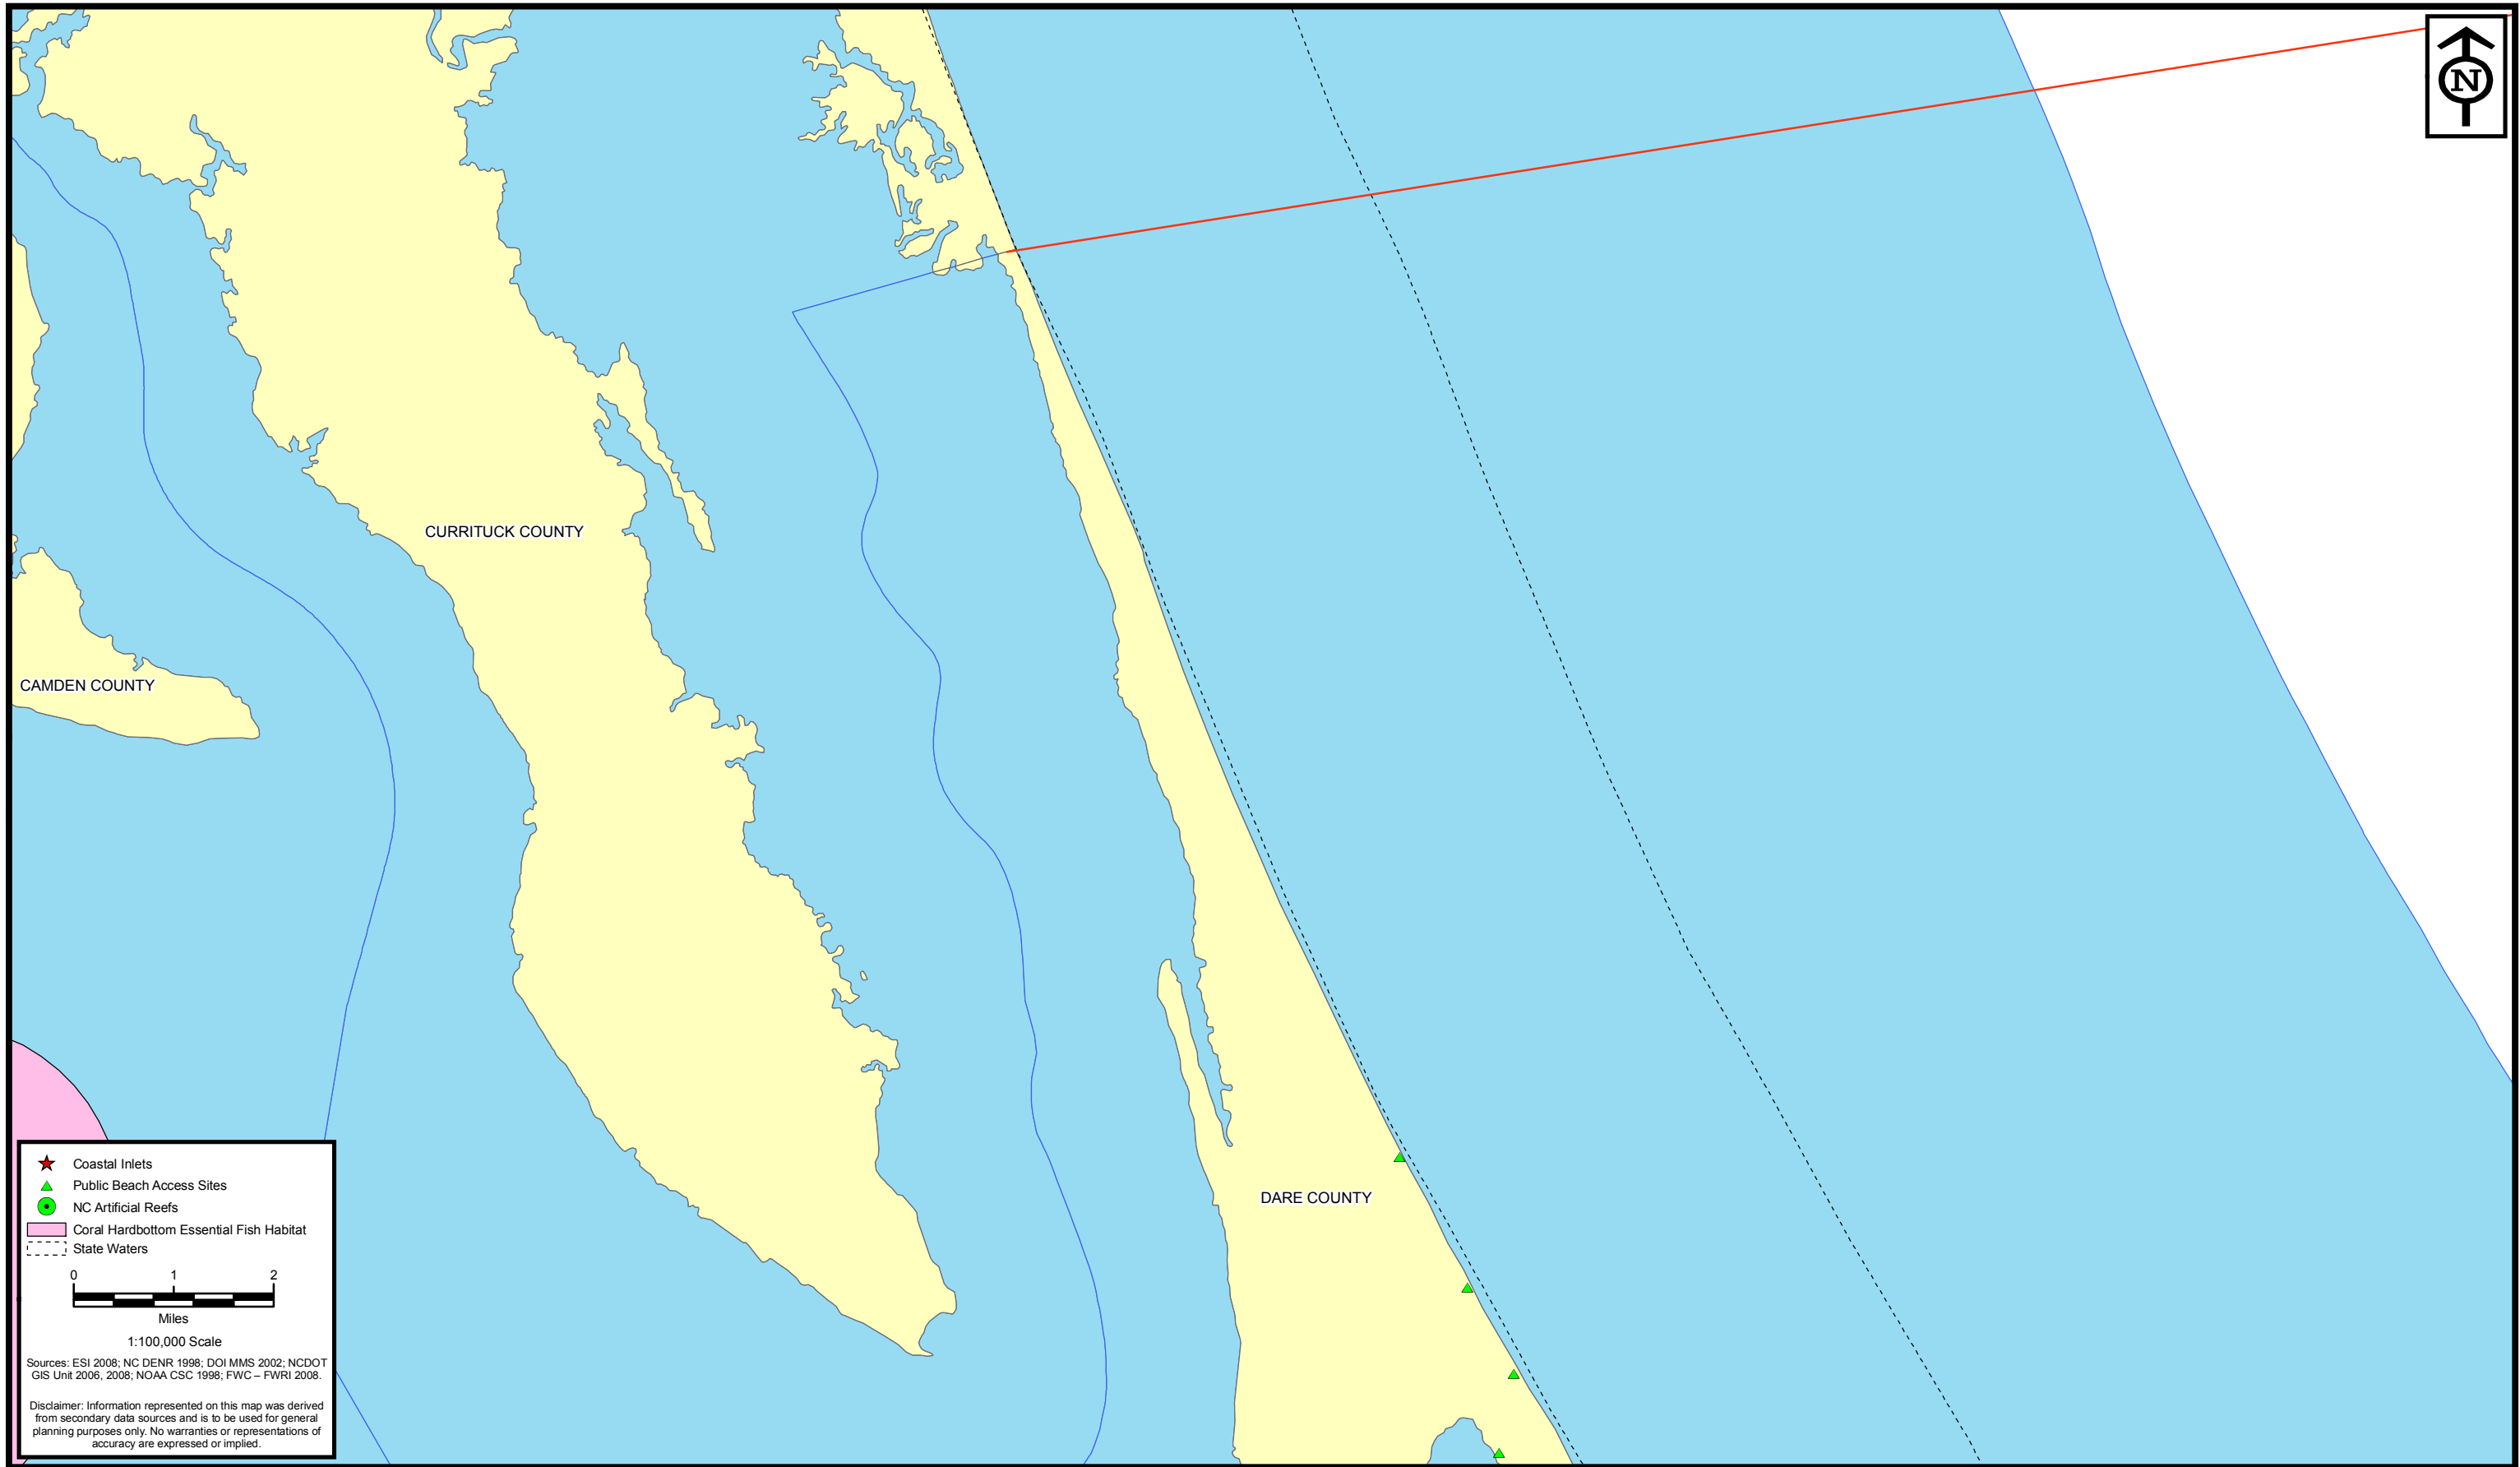 N
CURRITUCK COUNTY
CAMDEN COUNTY
DARE COUNTY
Coastal Inlets
Public Beach Access Sites
NC Artificial Reefs
Coral Hardbottom Essential Fish Habitat
State Waters
0 1 2
Miles
1:100,000 Scale
Sources: ESI 2008; NC DENR 1998; DOI MMS 2002; NCDOT
GIS Unit 2006, 2008; NOAA CSC 1998; FWC – FWRI 2008.
Disclaimer: Information represented on this map was derived
from secondary data sources and is to be used for general
planning purposes only. No warranties or representations of
accuracy are expressed or implied.